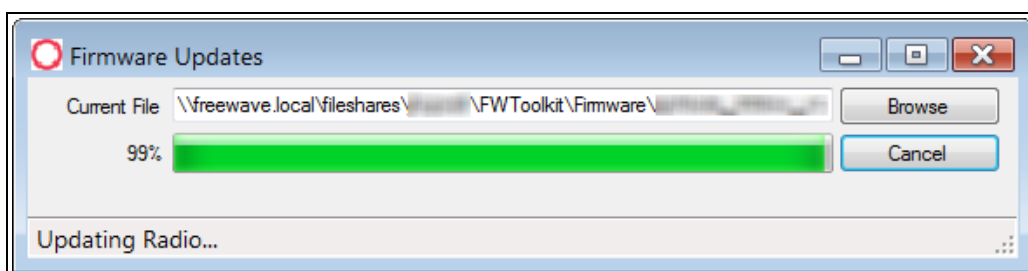 Firmware Updates
Current File \\freewave.local\fileshares\ \FWToolkit\Firmware\ Browse
99% Cancel
Updating Radio...